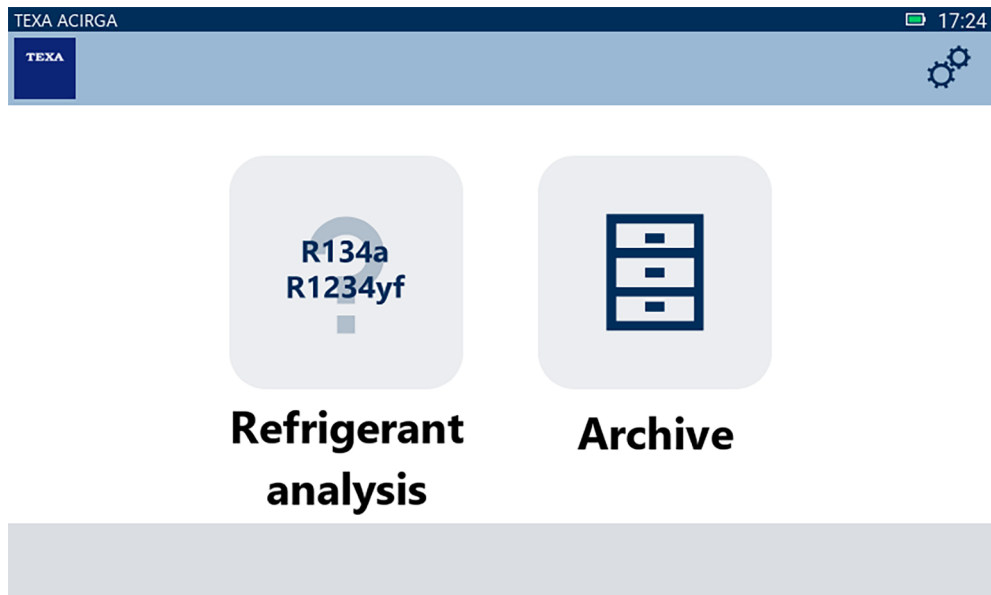 TEXA ACIRGA
17:24
TEXA
R134a
R1234yf
Refrigerant
analysis
Archive